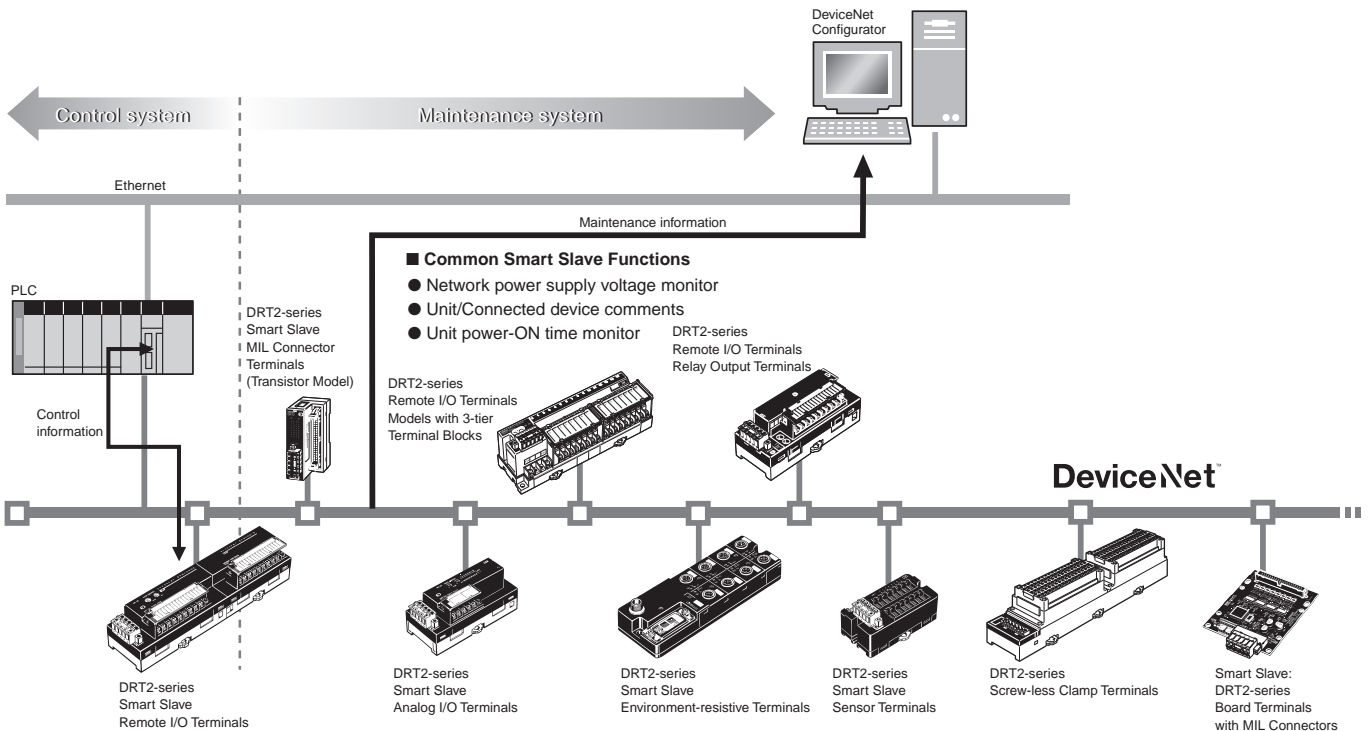 DeviceNet
Configurator
Control system
Maintenance system
Ethernet
Maintenance information
■ Common Smart Slave Functions
● Network power supply voltage monitor
● Unit/Connected device comments
● Unit power-ON time monitor
PLC
Control
information
DRT2-series
Smart Slave
MIL Connector
Terminals
(Transistor Model)
DRT2-series
Remote I/O Terminals
Models with 3-tier
Terminal Blocks
DRT2-series
Remote I/O Terminals
Relay Output Terminals
DeviceNet™
DRT2-series
Smart Slave
Remote I/O Terminals
DRT2-series
Smart Slave
Analog I/O Terminals
DRT2-series
Smart Slave
Environment-resistive Terminals
DRT2-series
Smart Slave
Sensor Terminals
DRT2-series
Screw-less Clamp Terminals
Smart Slave:
DRT2-series
Board Terminals
with MIL Connectors